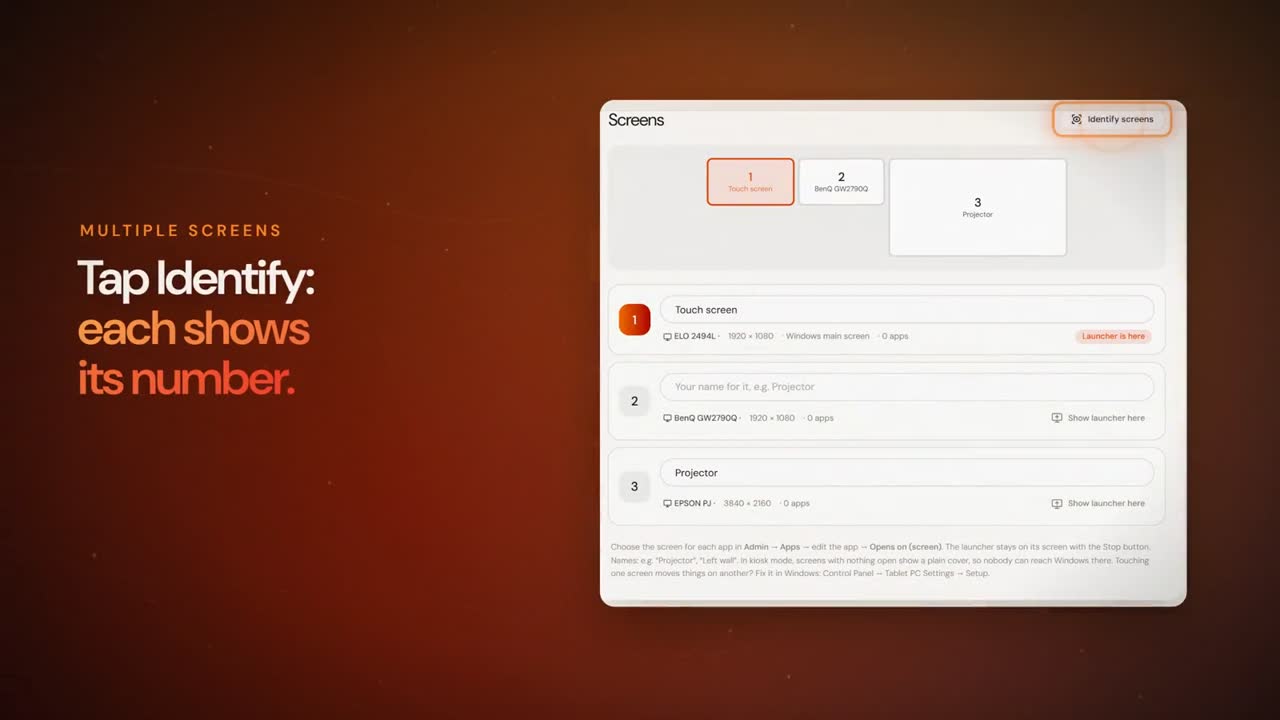 MULTIPLE SCREENS
Tap Identify:
each shows
its number.
Screens
Identify screens
1
Touch screen
2
BenQ GW2790Q
3
Projector
1
Touch screen
ELO 2494L · 1920 × 1080 · Windows main screen · 0 apps
Launcher is here
2
Your name for it, e.g. Projector
BenQ GW2790Q · 1920 × 1080 · 0 apps
Show launcher here
3
Projector
EPSON PJ · 3840 × 2160 · 0 apps
Show launcher here
Choose the screen for each app in Admin → Apps → edit the app → Opens on (screen). The launcher stays on its screen with the Stop button.
Names: e.g. "Projector", "Left wall". In kiosk mode, screens with nothing open show a plain cover, so nobody can reach Windows there. Touching
one screen moves things on another? Fix it in Windows: Control Panel → Tablet PC Settings → Setup.